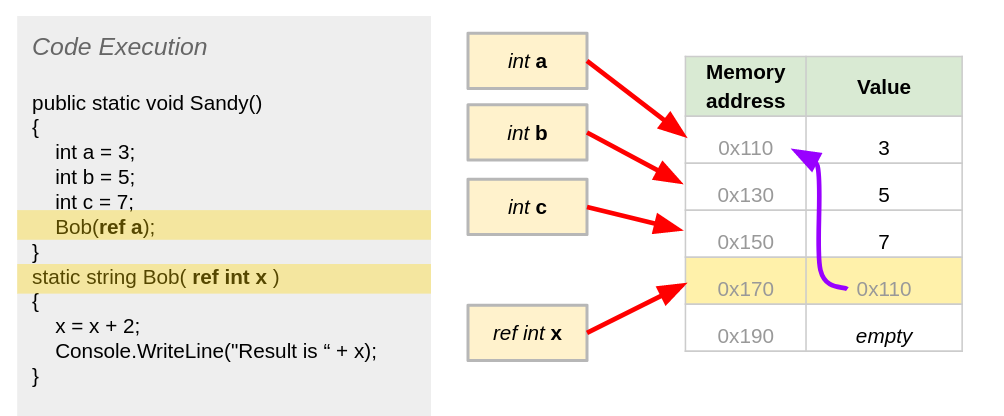 Code Execution
public static void Sandy()
{
int a = 3;
int b = 5;
int c = 7;
Bob(ref a);
}
static string Bob( ref int x )
{
x = x + 2;
Console.WriteLine("Result is “ + x);
}
int a
int b
int c
ref int x
Memory address Value
0x110 3
0x130 5
0x150 7
0x170 0x110
0x190 empty